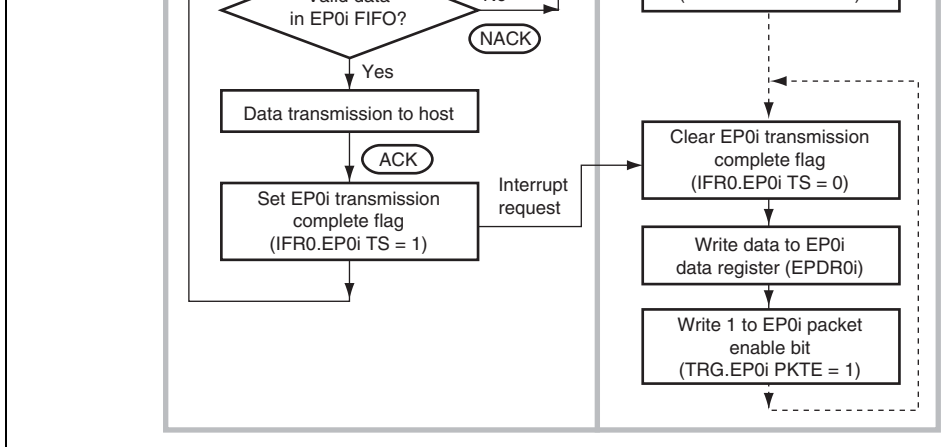 in EP0i FIFO?
NACK
Yes
Data transmission to host
ACK
Set EP0i transmission
complete flag
(IFR0.EP0i TS = 1)
Interrupt
request
Clear EP0i transmission
complete flag
(IFR0.EP0i TS = 0)
Write data to EP0i
data register (EPDR0i)
Write 1 to EP0i packet
enable bit
(TRG.EP0i PKTE = 1)